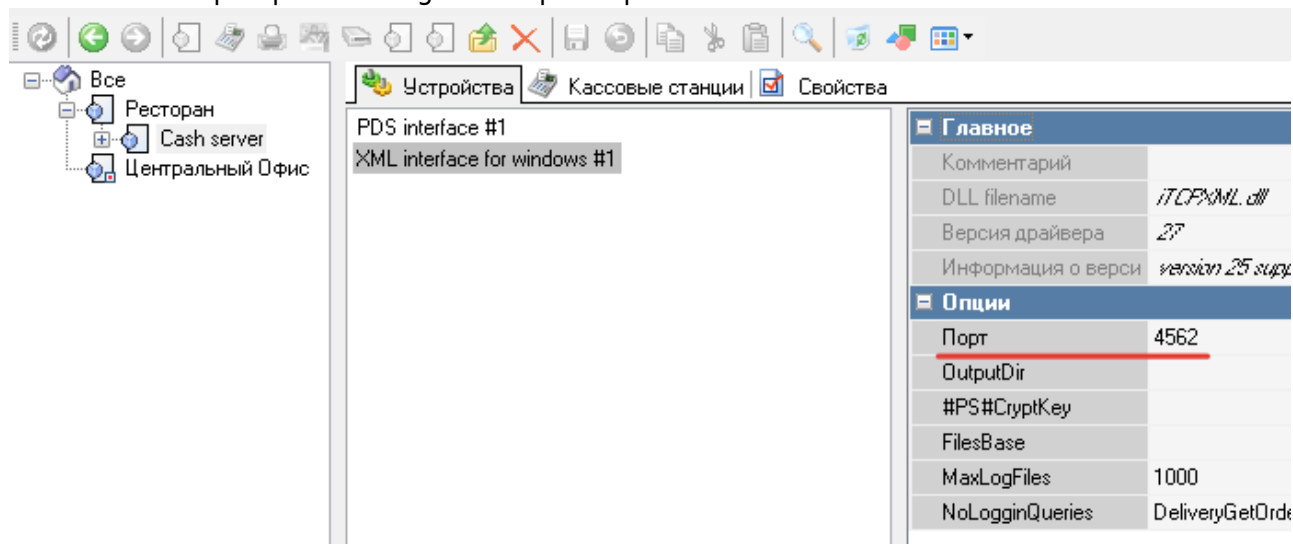 Все
Ресторан
Cash server
Центральный Офис
Устройства Кассовые станции Свойства
PDS interface #1
XML interface for windows #1
Главное
Комментарий
DLL filename iTCPXML.dll
Версия драйвера 27
Информация о верси version 25 supp
Опции
Порт 4562
OutputDir
#PS#CryptKey
FilesBase
MaxLogFiles 1000
NoLogginQueries DeliveryGetOrde